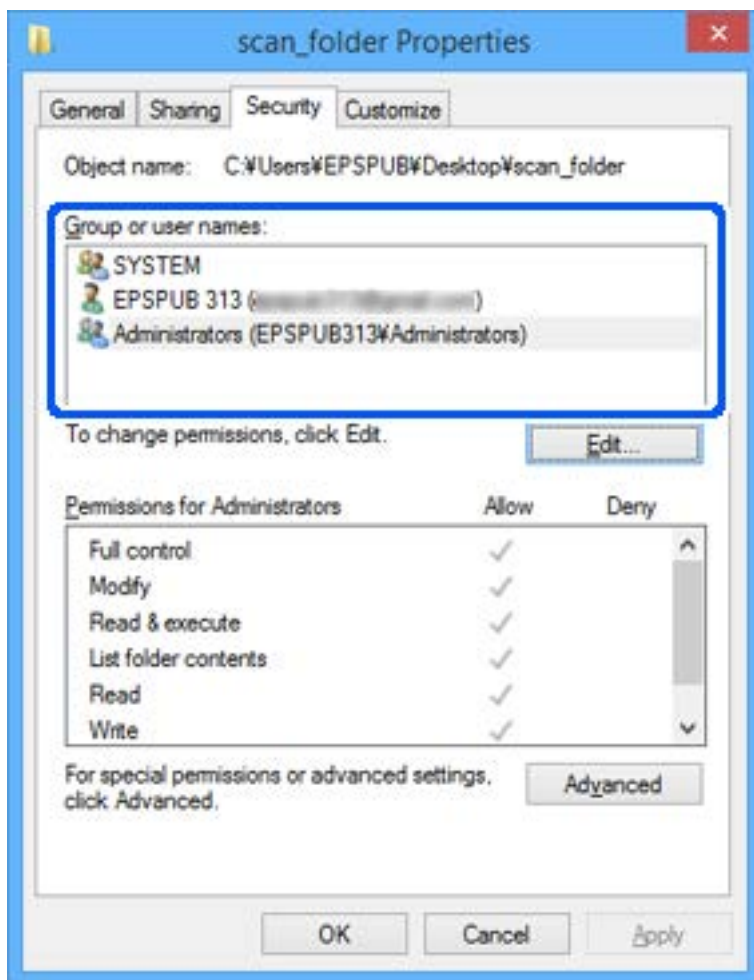 scan_folder Properties
General Sharing Security Customize
Object name: C:¥Users¥EPSPUB¥Desktop¥scan_folder
Group or user names:
SYSTEM
EPSPUB 313 ( )
Administrators (EPSPUB313¥Administrators)
To change permissions, click Edit.
Edit...
Permissions for Administrators Allow Deny
Full control
Modify
Read & execute
List folder contents
Read
Write
For special permissions or advanced settings,
click Advanced.
Advanced
OK Cancel Apply